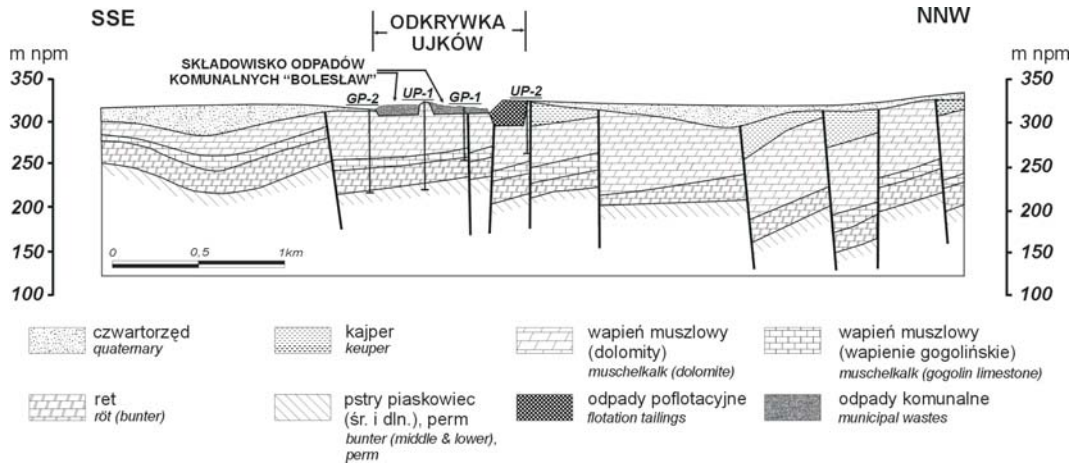 SSE
ODKRYWKA
UJKÓW
NNW
m npm
m npm
SKŁADOWISKO ODPADÓW
KOMUNALNYCH “BOLESŁAW”
GP-2
UP-1
GP-1
UP-2
350
300
250
200
150
100
350
300
250
200
150
100
0
0,5
1km
czwartorzęd
quaternary
kajper
keuper
wapień muszlowy
(dolomity)
muschelkalk (dolomite)
wapień muszlowy
(wapienie gogolińskie)
muschelkalk (gogolin limestone)
ret
röt (bunter)
pstry piaskowiec
(śr. i dln.), perm
bunter (middle & lower),
perm
odpady poflotacyjne
flotation tailings
odpady komunalne
municipal wastes